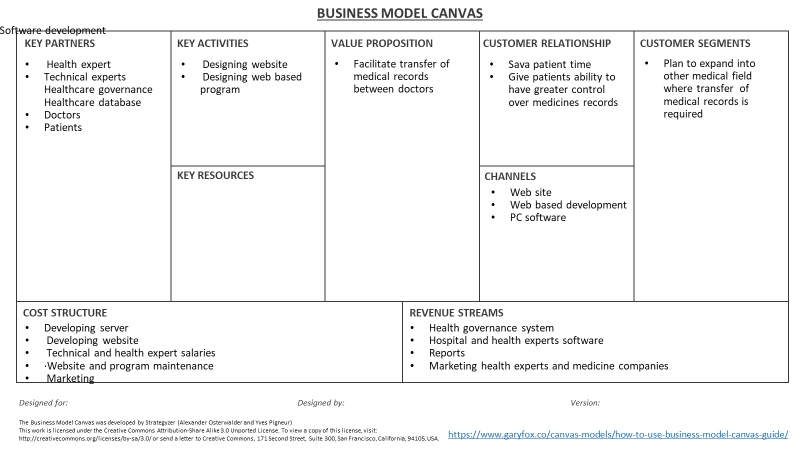 BUSINESS MODEL CANVAS
Software development
KEY PARTNERS
• Health expert
• Technical experts
Healthcare governance
Healthcare database
• Doctors
• Patients
KEY ACTIVITIES
• Designing website
• Designing web based
program
KEY RESOURCES
VALUE PROPOSITION
• Facilitate transfer of
medical records
between doctors
CUSTOMER RELATIONSHIP
• Sava patient time
• Give patients ability to
have greater control
over medicines records
CHANNELS
• Web site
• Web based development
• PC software
CUSTOMER SEGMENTS
• Plan to expand into
other medical field
where transfer of
medical records is
required
COST STRUCTURE
• Developing server
• Developing website
• Technical and health expert salaries
• ·Website and program maintenance
• Marketing
REVENUE STREAMS
• Health governance system
• Hospital and health experts software
• Reports
• Marketing health experts and medicine companies
Designed for:
Designed by:
Version:
The Business Model Canvas was developed by Strategyzer (Alexander Osterwalder and Yves Pigneur)
This work is licensed under the Creative Commons Attribution-Share Alike 3.0 Unported License. To view a copy of this license, visit:
http://creativecommons.org/licenses/by-sa/3.0/ or send a letter to Creative Commons, 171 Second Street, Suite 300, San Francisco, California, 94105, USA.
https://www.garyfox.co/canvas-models/how-to-use-business-model-canvas-guide/